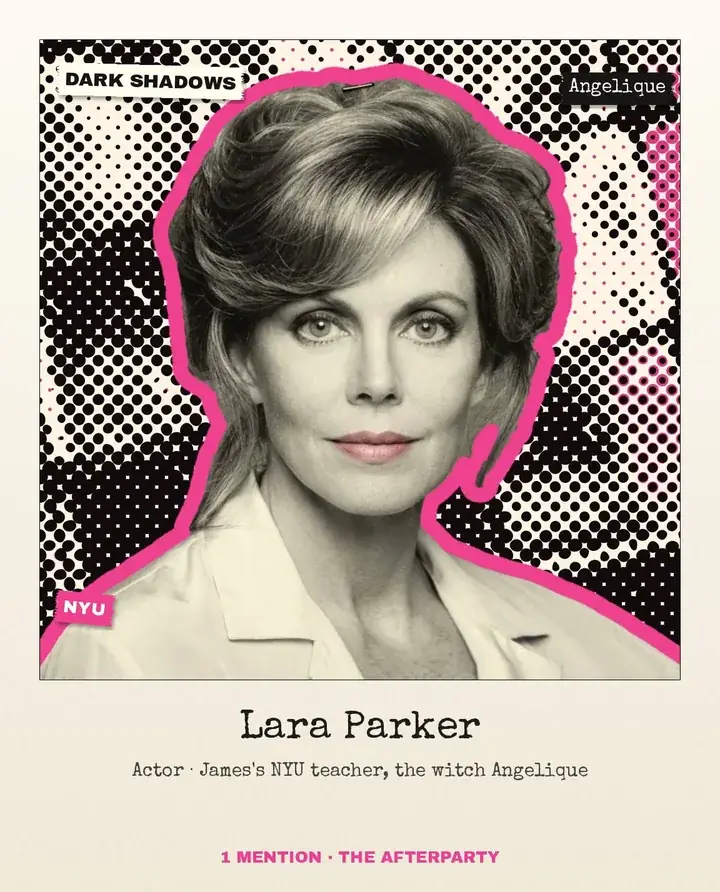 DARK SHADOWS
Angelique
NYU
Lara Parker
Actor · James's NYU teacher, the witch Angelique
1 MENTION · THE AFTERPARTY